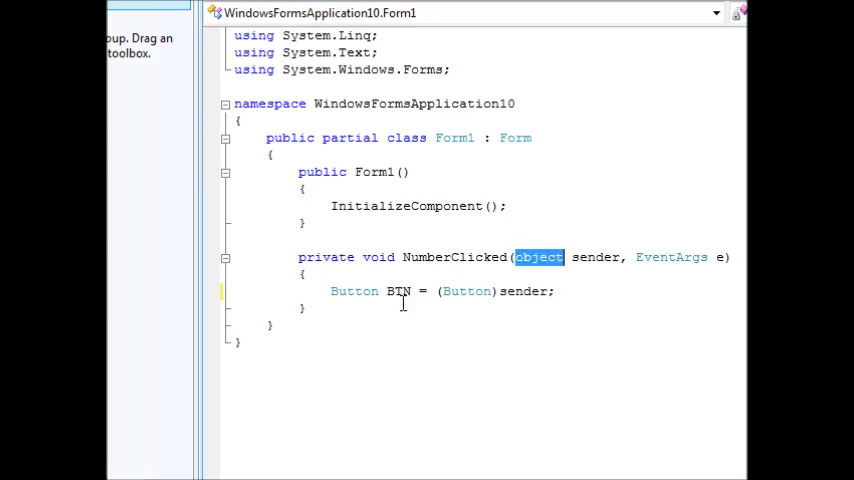 WindowsFormsApplication10.Form1
oup. Drag an
toolbox.
using System.Linq;
using System.Text;
using System.Windows.Forms;
namespace WindowsFormsApplication10
{
public partial class Form1 : Form
{
public Form1()
{
InitializeComponent();
}
private void NumberClicked(object sender, EventArgs e)
{
Button BTN = (Button)sender;
}
}
}